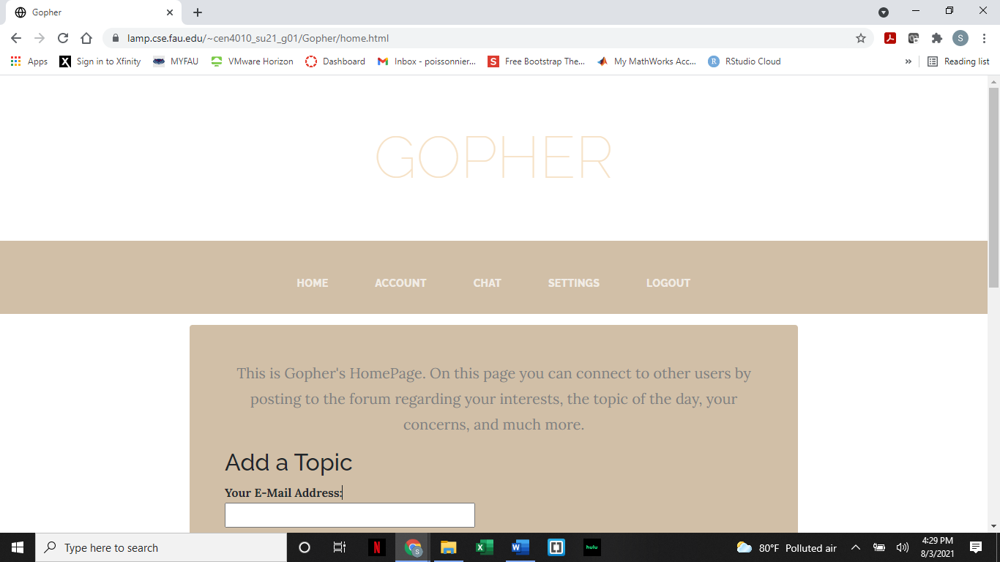 Gopher
lamp.cse.fau.edu/~cen4010_su21_g01/Gopher/home.html
S
Apps
X
Sign in to Xfinity
MYFAU
VMware Horizon
Dashboard
Inbox - poissonnier...
S
Free Bootstrap The...
My MathWorks Acc...
R
RStudio Cloud
»
Reading list
GOPHER
HOME
ACCOUNT
CHAT
SETTINGS
LOGOUT
This is Gopher's HomePage. On this page you can connect to other users by
posting to the forum regarding your interests, the topic of the day, your
concerns, and much more.
Add a Topic
Your E-Mail Address:
Type here to search
N
S
X
W
hulu
80°F Polluted air
4:29 PM
8/3/2021